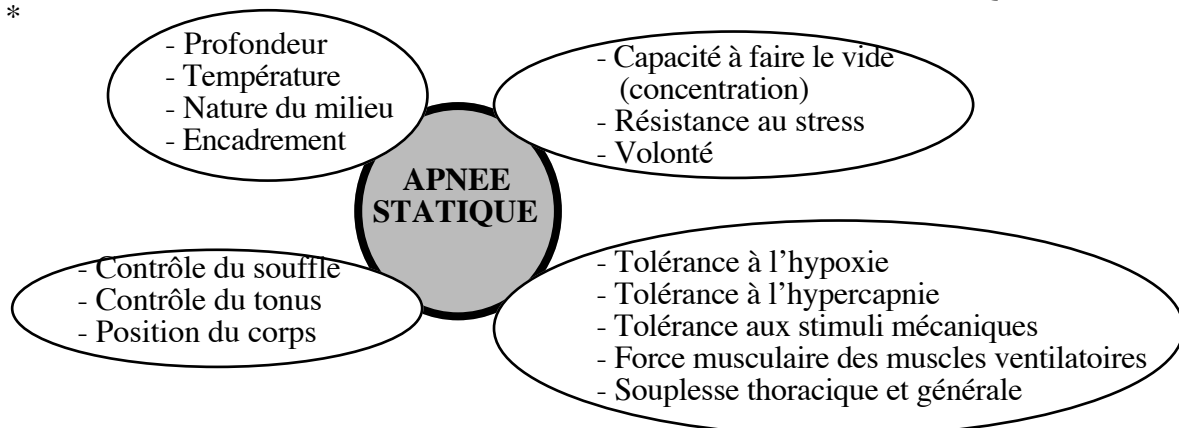 *
- Profondeur
- Température
- Nature du milieu
- Encadrement
- Capacité à faire le vide
(concentration)
- Résistance au stress
- Volonté
APNEE
STATIQUE
- Contrôle du souffle
- Contrôle du tonus
- Position du corps
- Tolérance à l’hypoxie
- Tolérance à l’hypercapnie
- Tolérance aux stimuli mécaniques
- Force musculaire des muscles ventilatoires
- Souplesse thoracique et générale